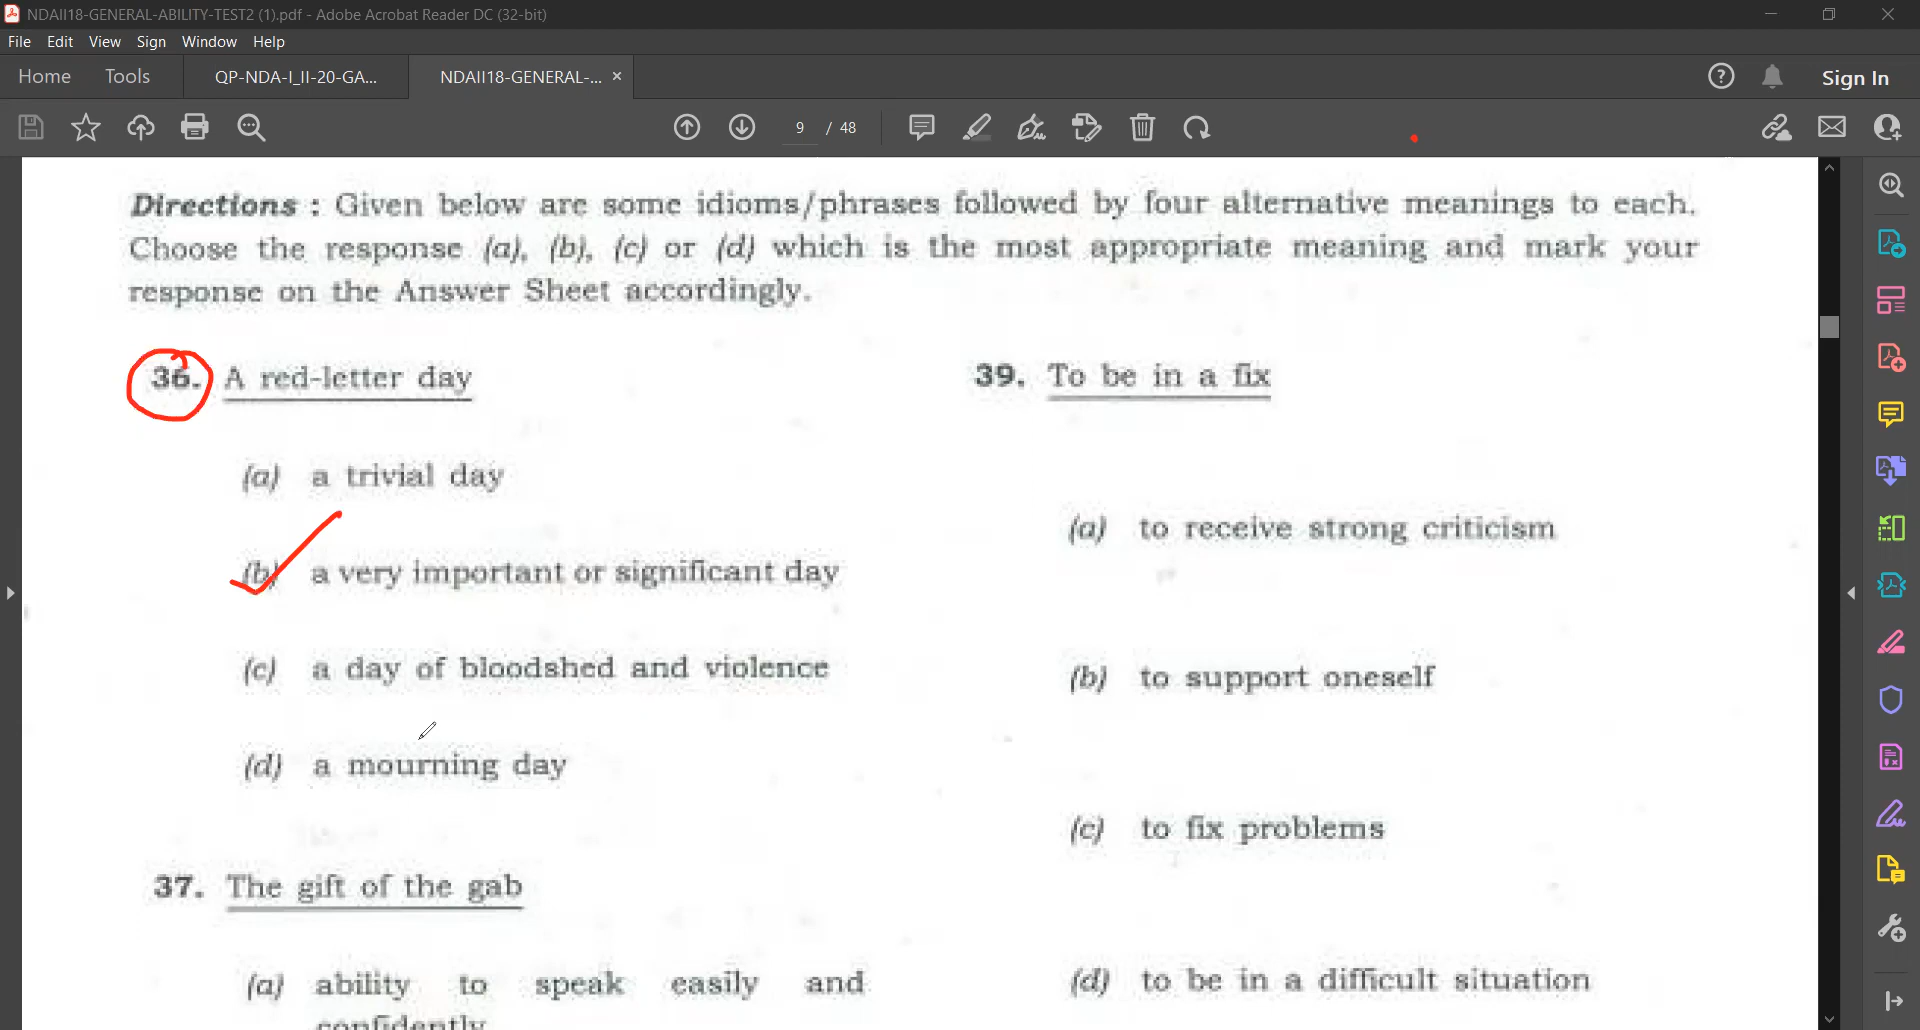 NDAII18-GENERAL-ABILITY-TEST2 (1).pdf - Adobe Acrobat Reader DC (32-bit)
File Edit View Sign Window Help
Home Tools QP-NDA-I_II-20-GA... NDAII18-GENERAL-... × Sign In
9 / 48
Directions : Given below are some idioms/phrases followed by four alternative meanings to each.
Choose the response (a), (b), (c) or (d) which is the most appropriate meaning and mark your
response on the Answer Sheet accordingly.
36. A red-letter day
(a) a trivial day
(b) a very important or significant day
(c) a day of bloodshed and violence
(d) a mourning day
37. The gift of the gab
(a) ability to speak easily and
confidently
39. To be in a fix
(a) to receive strong criticism
(b) to support oneself
(c) to fix problems
(d) to be in a difficult situation